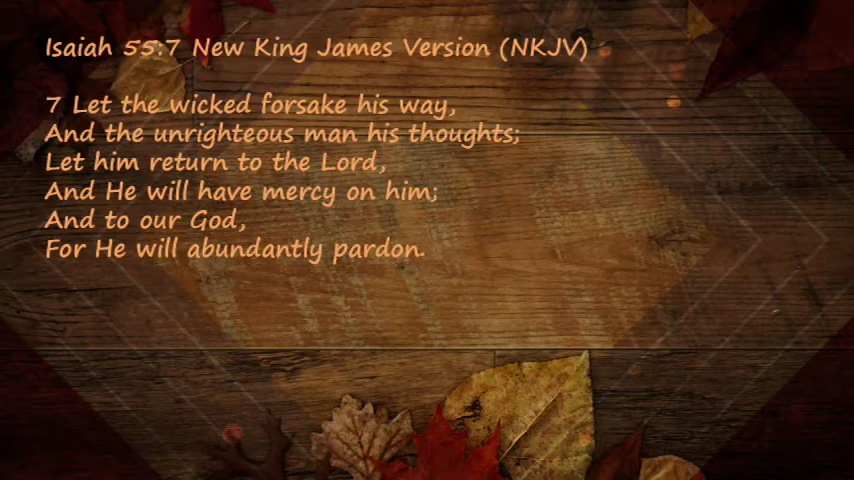 Isaiah 55:7 New King James Version (NKJV)
7 Let the wicked forsake his way,
And the unrighteous man his thoughts;
Let him return to the Lord,
And He will have mercy on him;
And to our God,
For He will abundantly pardon.